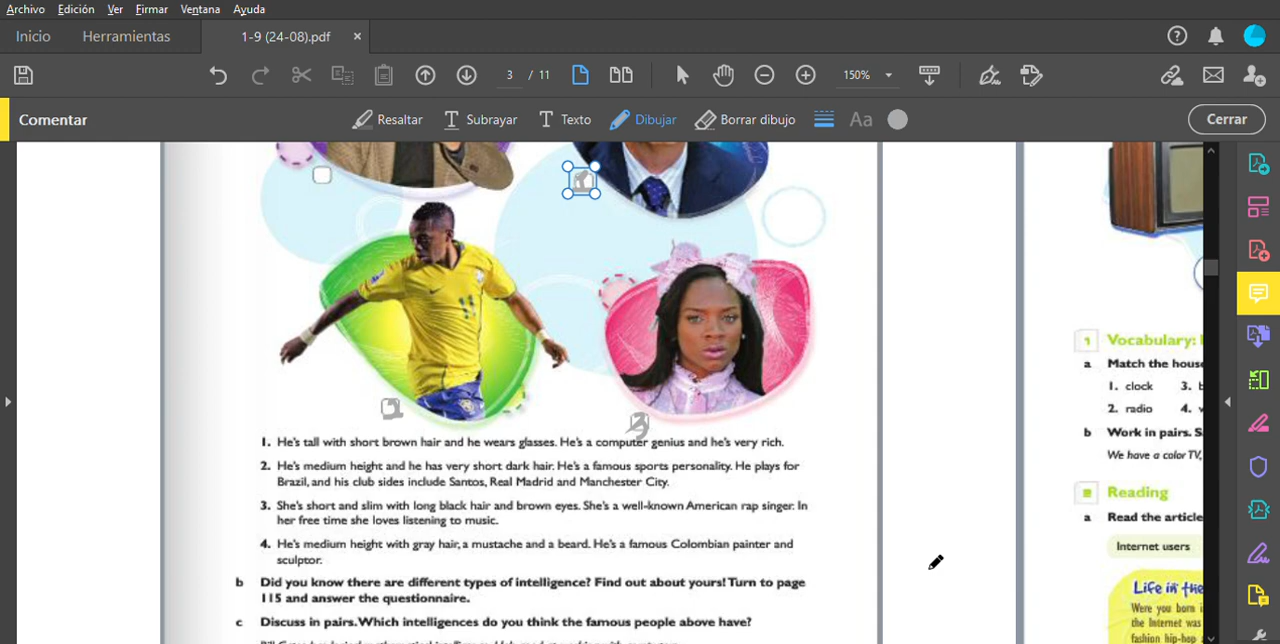 Archivo Edición Ver Firmar Ventana Ayuda
Inicio Herramientas 1-9 (24-08).pdf ×
3 / 11 150%
Comentar Resaltar Subrayar Texto Dibujar Borrar dibujo Aa Cerrar
11
1. He's tall with short brown hair and he wears glasses. He's a computer genius and he's very rich.
2. He's medium height and he has very short dark hair. He's a famous sports personality. He plays for
Brazil, and his club sides include Santos, Real Madrid and Manchester City.
3. She's short and slim with long black hair and brown eyes. She's a well-known American rap singer. In
her free time she loves listening to music.
4. He's medium height with gray hair, a mustache and a beard. He's a famous Colombian painter and
sculptor.
b Did you know there are different types of intelligence? Find out about yours! Turn to page
115 and answer the questionnaire.
c Discuss in pairs. Which intelligences do you think the famous people above have?
1 Vocabulary:
a Match the house
1. clock 3.
2. radio 4.
b Work in pairs. S
We have a color TV,
2 Reading
a Read the article
Internet users
Life in the
Were you born i
the Internet was
fashion hip-hop